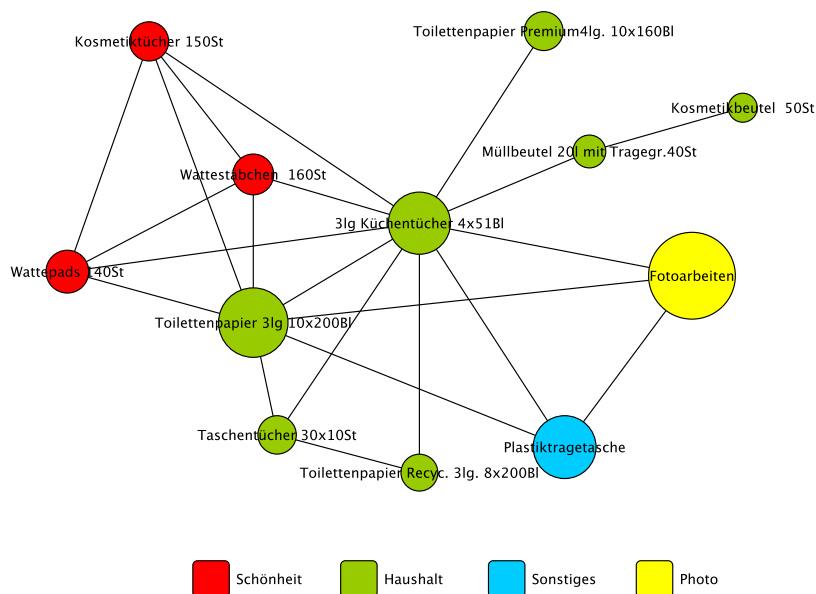 Toilettenpapier Premium4lg. 10x160Bl
Kosmetiktücher 150St
Kosmetikbeutel  50St
Müllbeutel 20l mit Tragegr.40St
Wattestäbchen  160St
3lg Küchentücher 4x51Bl
Wattepads 140St
Fotoarbeiten
Toilettenpapier 3lg 10x200Bl
Taschentücher 30x10St
Plastiktragetasche
Toilettenpapier Recyc. 3lg. 8x200Bl
Schönheit
Haushalt
Sonstiges
Photo